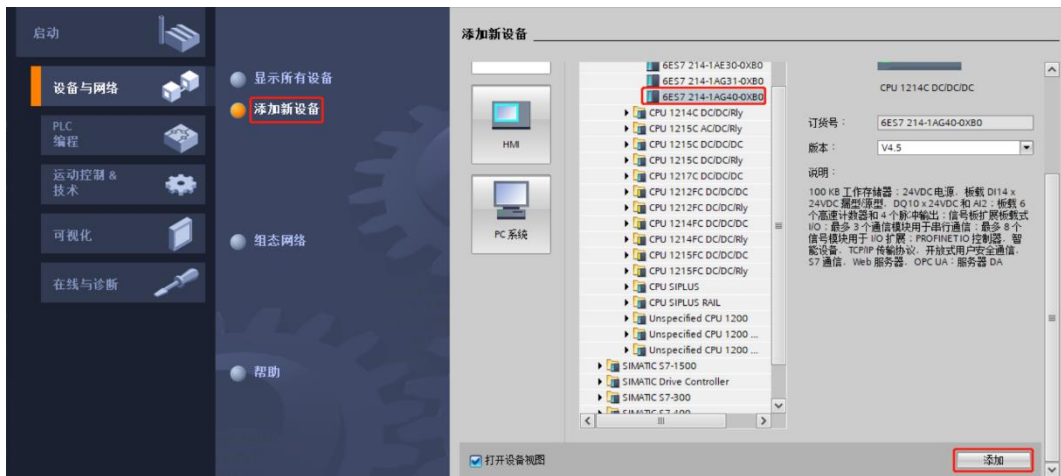 启动
设备与网络
PLC
编程
运动控制 &
技术
可视化
在线与诊断
显示所有设备
添加新设备
组态网络
帮助
添加新设备
HMI
PC 系统
6ES7 214-1AE30-0XB0
6ES7 214-1AG31-0XB0
6ES7 214-1AG40-0XB0
CPU 1214C DC/DC/Rly
CPU 1215C AC/DC/Rly
CPU 1215C DC/DC/DC
CPU 1215C DC/DC/Rly
CPU 1217C DC/DC/DC
CPU 1212FC DC/DC/DC
CPU 1212FC DC/DC/Rly
CPU 1214FC DC/DC/DC
CPU 1214FC DC/DC/Rly
CPU 1215FC DC/DC/DC
CPU 1215FC DC/DC/Rly
CPU SIPLUS
CPU SIPLUS RAIL
Unspecified CPU 1200
Unspecified CPU 1200 ...
Unspecified CPU 1200 ...
SIMATIC S7-1500
SIMATIC Drive Controller
SIMATIC S7-300
SIMATIC S7-400
CPU 1214C DC/DC/DC
订货号：
6ES7 214-1AG40-0XB0
版本：
V4.5
说明：
100 KB 工作存储器；24VDC电源，板载 DI14 x
24VDC 漏型/源型，DQ10 x 24VDC 和 AI2；板载 6
个高速计数器和 4 个脉冲输出；信号板扩展板载式
I/O；最多 3 个通信模块用于串行通信；最多 8 个
信号模块用于 I/O 扩展；PROFINET IO 控制器，智
能设备，TCP/IP 传输协议，开放式用户安全通信，
S7 通信，Web 服务器，OPC UA：服务器 DA
打开设备视图
添加